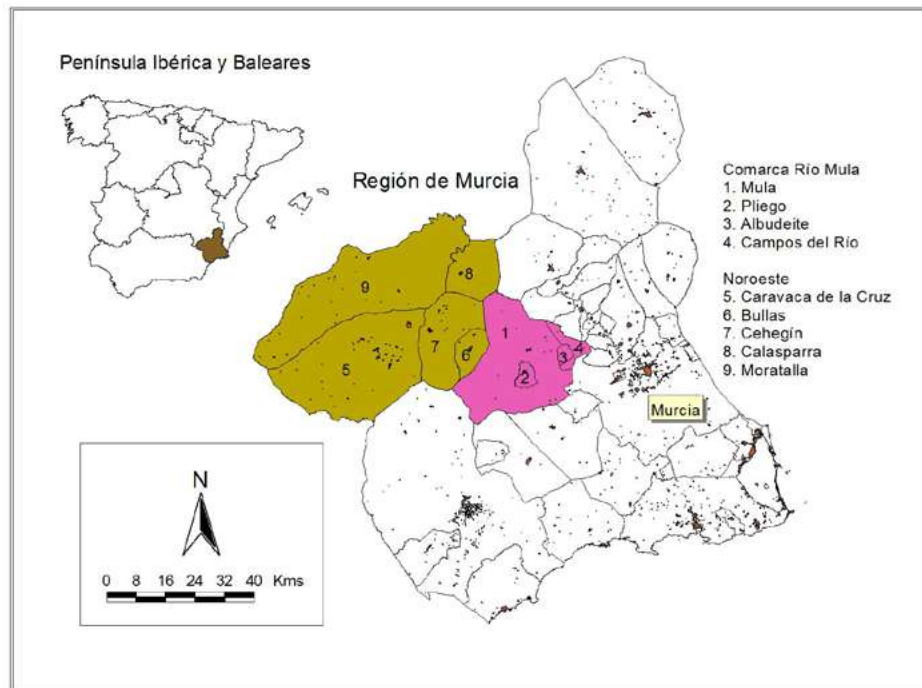 Península Ibérica y Baleares
Región de Murcia
Comarca Río Mula
1. Mula
2. Pliego
3. Albudeite
4. Campos del Río
Noroeste
5. Caravaca de la Cruz
6. Bullas
7. Cehegín
8. Calasparra
9. Moratalla
8
9
1
7
6
4
3
5
2
Murcia
N
0 8 16 24 32 40 Kms